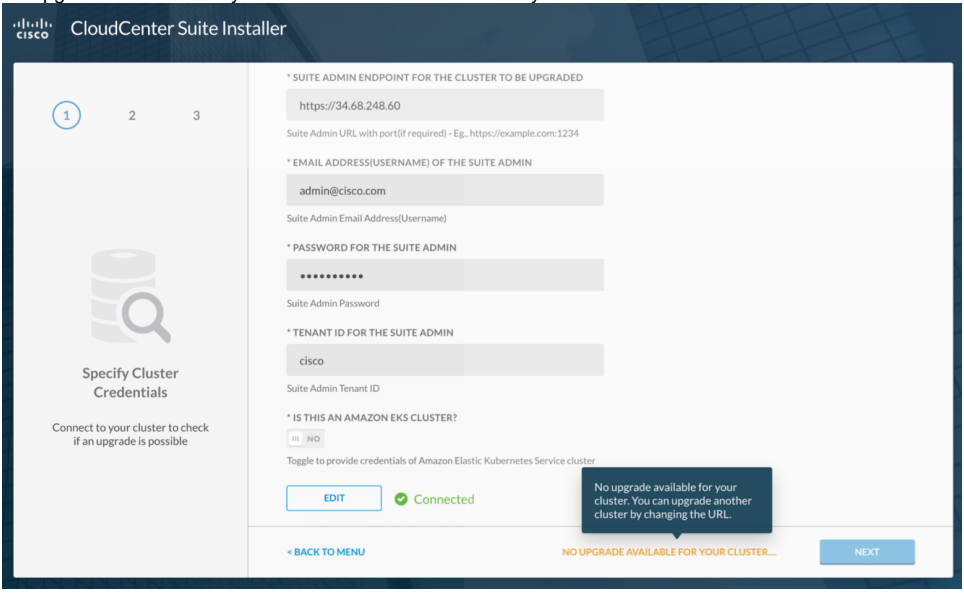 cisco
CloudCenter Suite Installer
1 2 3
Specify Cluster
Credentials
Connect to your cluster to check
if an upgrade is possible
* SUITE ADMIN ENDPOINT FOR THE CLUSTER TO BE UPGRADED
https://34.68.248.60
Suite Admin URL with port(if required) - Eg., https://example.com:1234
* EMAIL ADDRESS(USERNAME) OF THE SUITE ADMIN
admin@cisco.com
Suite Admin Email Address(Username)
* PASSWORD FOR THE SUITE ADMIN
••••••••••
Suite Admin Password
* TENANT ID FOR THE SUITE ADMIN
cisco
Suite Admin Tenant ID
* IS THIS AN AMAZON EKS CLUSTER?
NO
Toggle to provide credentials of Amazon Elastic Kubernetes Service cluster
EDIT
Connected
No upgrade available for your
cluster. You can upgrade another
cluster by changing the URL.
< BACK TO MENU
NO UPGRADE AVAILABLE FOR YOUR CLUSTER....
NEXT